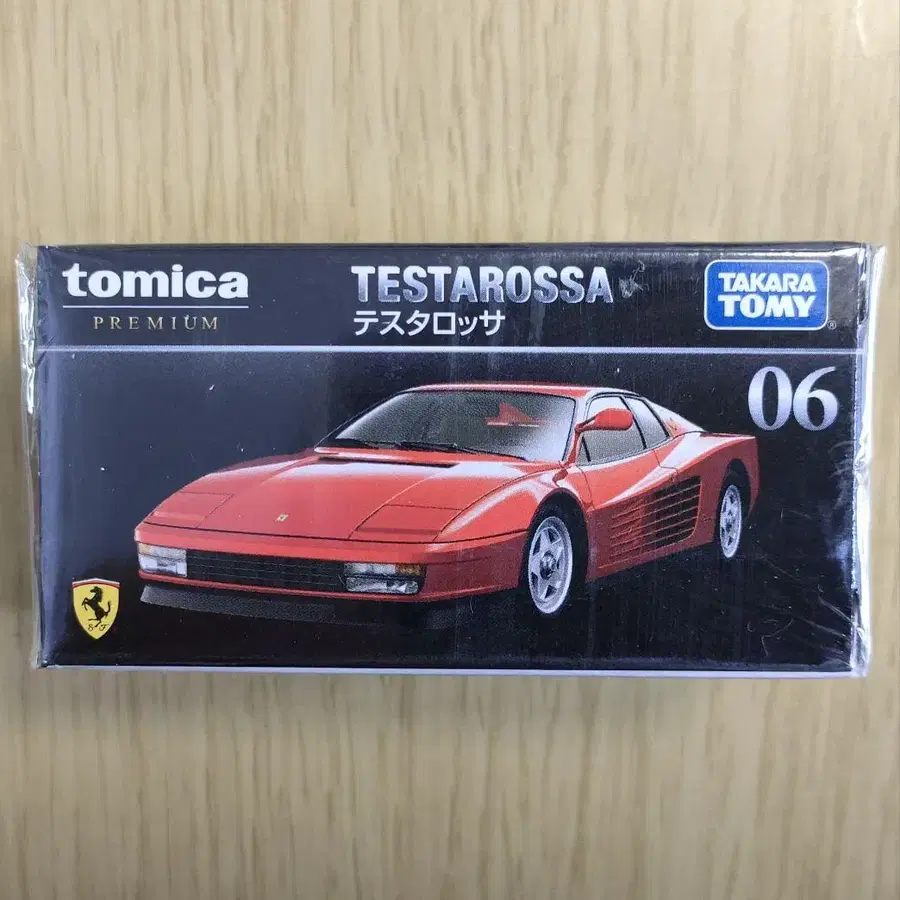 tomica
PREMIUM
TESTAROSSA
テスタロッサ
TAKARA
TOMY
®
06
S F